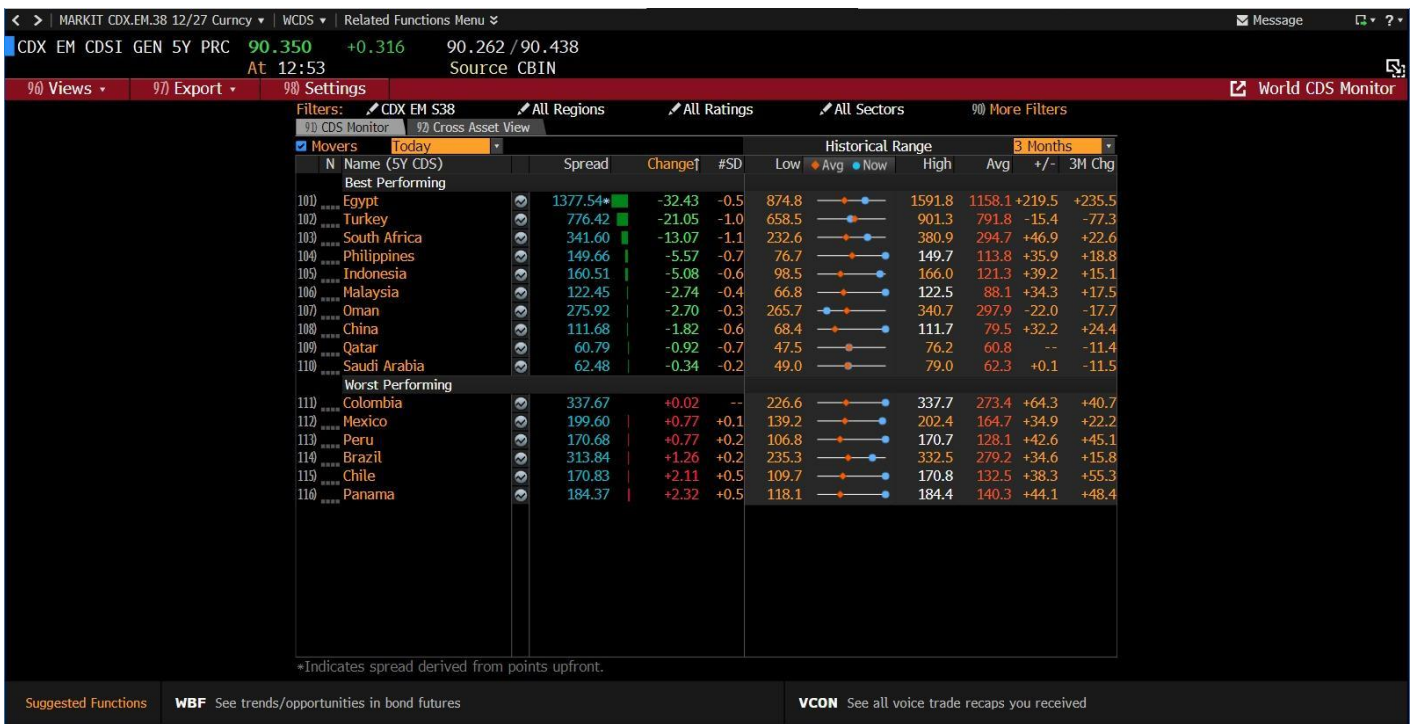 < > MARKIT CDX.EM.38 12/27 Curncy ▾ WCDS ▾ Related Functions Menu Message ? ▾
CDX EM CDSI GEN 5Y PRC 90.350 +0.316 90.262 / 90.438
At 12:53 Source CBIN
96) Views ▾ 97) Export ▾ 98) Settings World CDS Monitor
Filters: CDX EM S38 All Regions All Ratings All Sectors 90) More Filters
91) CDS Monitor 92) Cross Asset View
Movers Today Historical Range 3 Months
N Name (5Y CDS) Spread Change↑ #SD Low ◆ Avg ● Now High Avg +/- 3M Chg
Best Performing
101) Egypt 1377.54* -32.43 -0.5 874.8 1591.8 1158.1 +219.5 +235.5
102) Turkey 776.42 -21.05 -1.0 658.5 901.3 791.8 -15.4 -77.3
103) South Africa 341.60 -13.07 -1.1 232.6 380.9 294.7 +46.9 +22.6
104) Philippines 149.66 -5.57 -0.7 76.7 149.7 113.8 +35.9 +18.8
105) Indonesia 160.51 -5.08 -0.6 98.5 166.0 121.3 +39.2 +15.1
106) Malaysia 122.45 -2.74 -0.4 66.8 122.5 88.1 +34.3 +17.5
107) Oman 275.92 -2.70 -0.3 265.7 340.7 297.9 -22.0 -17.7
108) China 111.68 -1.82 -0.6 68.4 111.7 79.5 +32.2 +24.4
109) Qatar 60.79 -0.92 -0.7 47.5 76.2 60.8 -- -11.4
110) Saudi Arabia 62.48 -0.34 -0.2 49.0 79.0 62.3 +0.1 -11.5
Worst Performing
111) Colombia 337.67 +0.02 -- 226.6 337.7 273.4 +64.3 +40.7
112) Mexico 199.60 +0.77 +0.1 139.2 202.4 164.7 +34.9 +22.2
113) Peru 170.68 +0.77 +0.2 106.8 170.7 128.1 +42.6 +45.1
114) Brazil 313.84 +1.26 +0.2 235.3 332.5 279.2 +34.6 +15.8
115) Chile 170.83 +2.11 +0.5 109.7 170.8 132.5 +38.3 +55.3
116) Panama 184.37 +2.32 +0.5 118.1 184.4 140.3 +44.1 +48.4
*Indicates spread derived from points upfront.
Suggested Functions WBF See trends/opportunities in bond futures VCON See all voice trade recaps you received